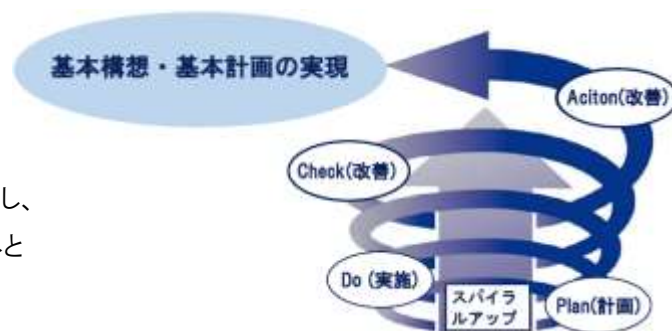 基本構想・基本計画の実現
Aciton(改善)
Check(改善)
し、
と
Do (実施)
スパイラ
ルアップ
Plan(計画)